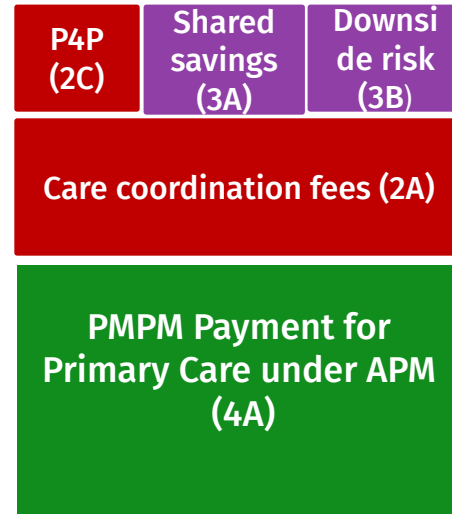 P4P
(2C)
Shared
savings
(3A)
Downsi
de risk
(3B)
Care coordination fees (2A)
PMPM Payment for
Primary Care under APM
(4A)